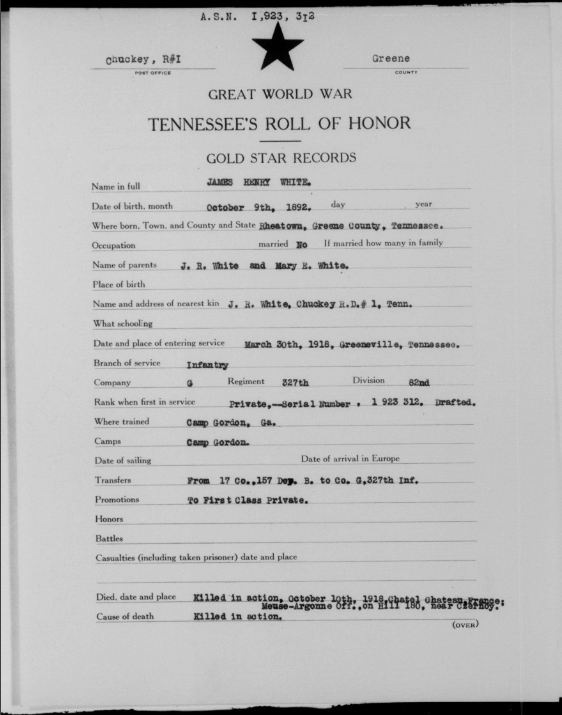 A.S.N. 1,923, 312
Chuckey, R#1 Greene
POST OFFICE COUNTY
GREAT WORLD WAR
TENNESSEE'S ROLL OF HONOR
GOLD STAR RECORDS
Name in full JAMES HENRY WHITE.
Date of birth, month October 9th, 1892. day year
Where born, Town, and County and State Rheatown, Greene County, Tennessee.
Occupation married No If married how many in family
Name of parents J. R. White and Mary E. White.
Place of birth
Name and address of nearest kin J. R. White, Chuckey R.D.# 1, Tenn.
What schooling
Date and place of entering service March 30th, 1918, Greeneville, Tennessee.
Branch of service Infantry
Company G Regiment 327th Division 82nd
Rank when first in service Private,--Serial Number . 1 923 312. Drafted.
Where trained Camp Gordon, Ga.
Camps Camp Gordon.
Date of sailing Date of arrival in Europe
Transfers From 17 Co.,157 Dep. B. to Co. G,327th Inf.
Promotions To First Class Private.
Honors
Battles
Casualties (including taken prisoner) date and place
Died, date and place Killed in action, October 10th, 1918, Chatel Chateau, France;
Meuse-Argonne Off.,on Hill 180, near
Cause of death Killed in action.
(OVER)